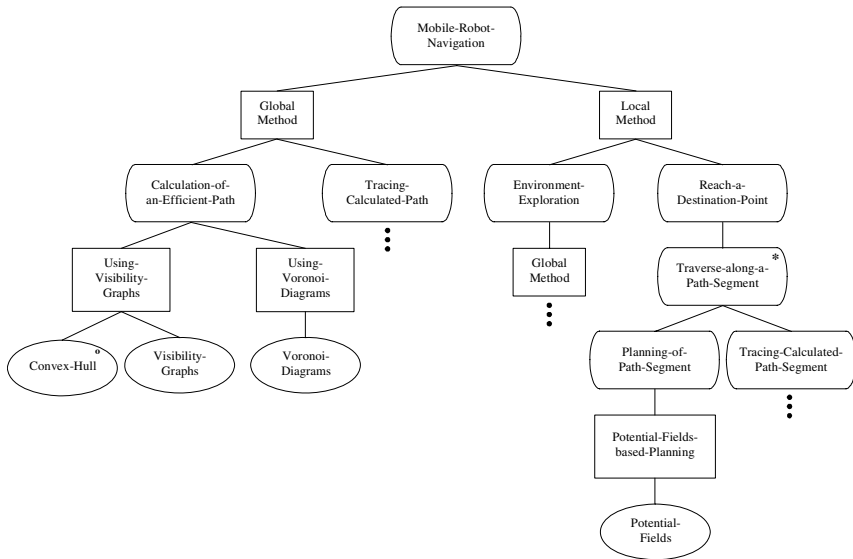 Mobile-Robot-
Navigation
Global
Method
Local
Method
Calculation-of-
an-Efficient-Path
Tracing-
Calculated-Path
Environment-
Exploration
Reach-a-
Destination-Point
Using-
Visibility-
Graphs
Using-
Voronoi-
Diagrams
Global
Method
Traverse-along-a-
Path-Segment
*
Convex-Hull
o
Visibility-
Graphs
Voronoi-
Diagrams
Planning-of-
Path-Segment
Tracing-Calculated-
Path-Segment
Potential-Fields-
based-Planning
Potential-
Fields